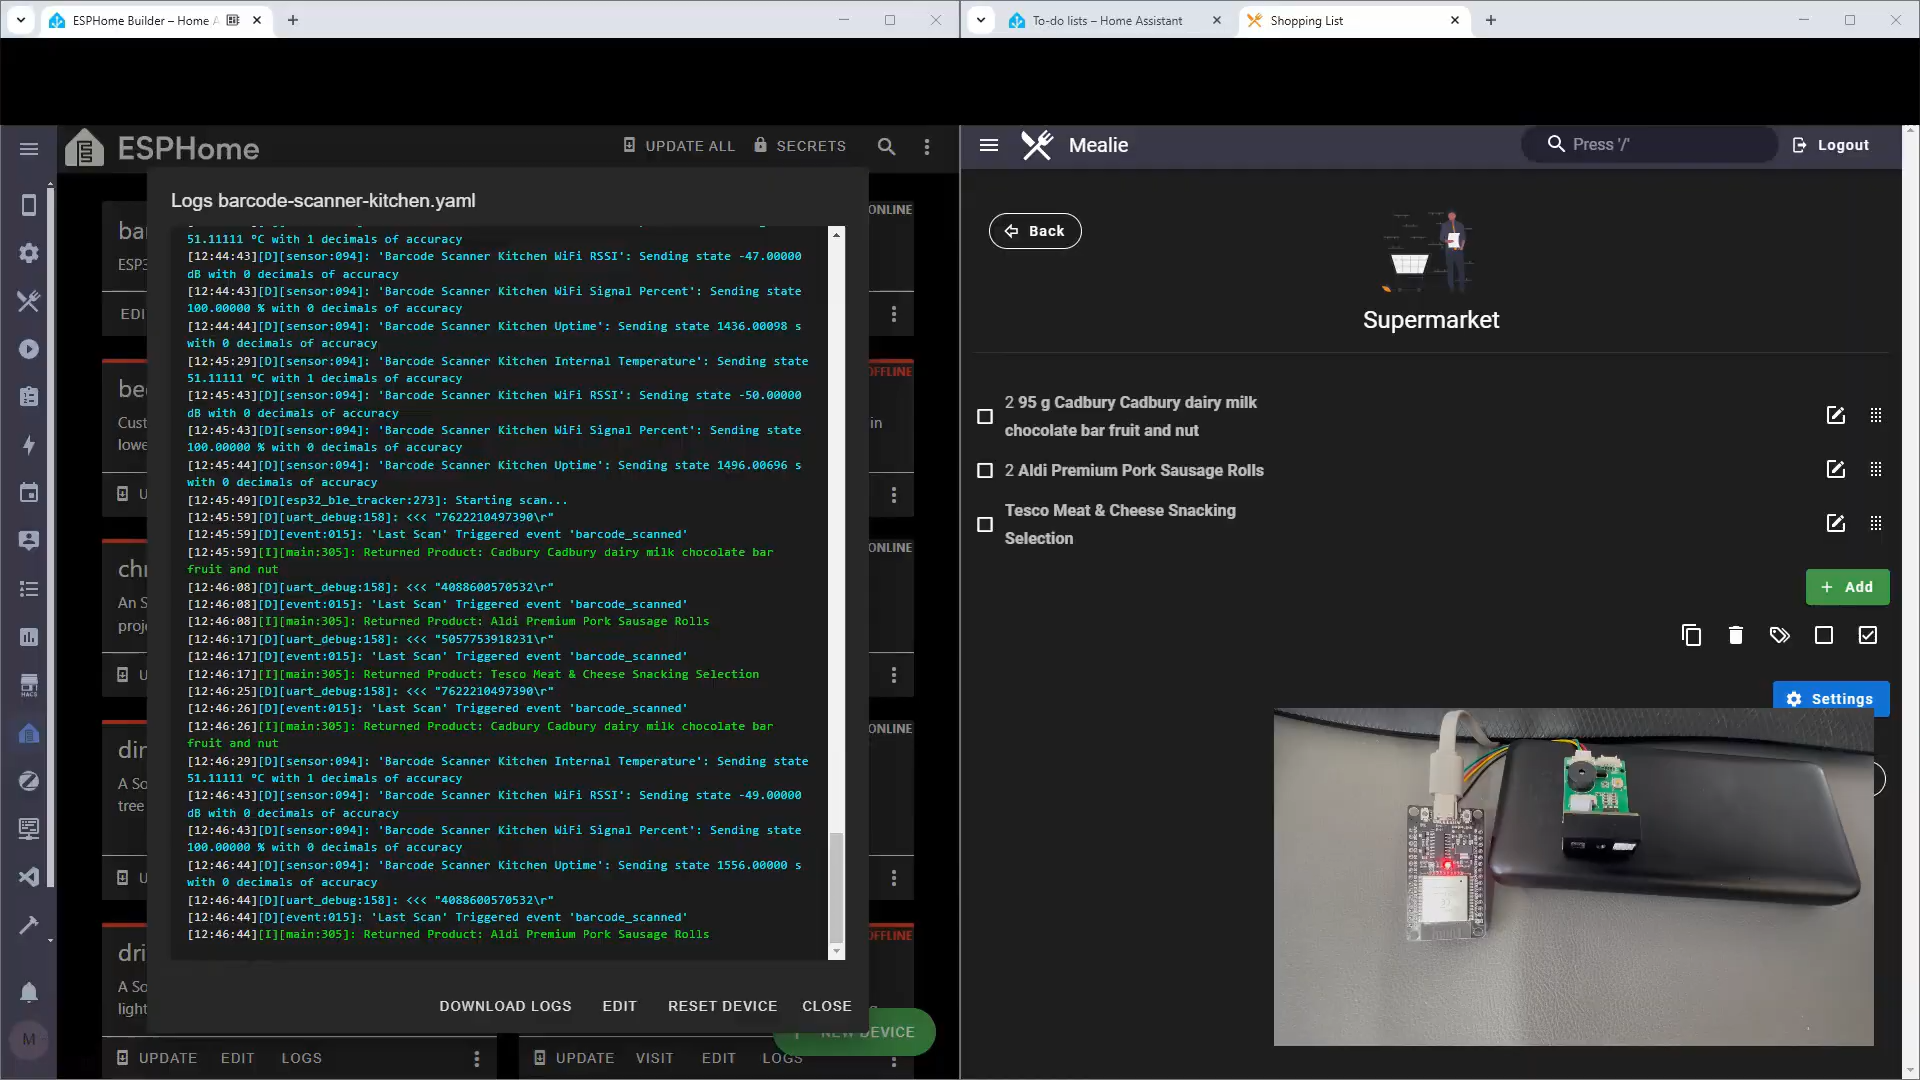 ESPHome Builder – Home A
To-do lists – Home Assistant
Shopping List
ESPHome
UPDATE ALL
SECRETS
Logs barcode-scanner-kitchen.yaml
51.11111 °C with 1 decimals of accuracy
[12:44:43][D][sensor:094]: 'Barcode Scanner Kitchen WiFi RSSI': Sending state -47.00000
dB with 0 decimals of accuracy
[12:44:43][D][sensor:094]: 'Barcode Scanner Kitchen WiFi Signal Percent': Sending state
100.00000 % with 0 decimals of accuracy
[12:44:44][D][sensor:094]: 'Barcode Scanner Kitchen Uptime': Sending state 1436.00098 s
with 0 decimals of accuracy
[12:45:29][D][sensor:094]: 'Barcode Scanner Kitchen Internal Temperature': Sending state
51.11111 °C with 1 decimals of accuracy
[12:45:43][D][sensor:094]: 'Barcode Scanner Kitchen WiFi RSSI': Sending state -50.00000
dB with 0 decimals of accuracy
[12:45:43][D][sensor:094]: 'Barcode Scanner Kitchen WiFi Signal Percent': Sending state
100.00000 % with 0 decimals of accuracy
[12:45:44][D][sensor:094]: 'Barcode Scanner Kitchen Uptime': Sending state 1496.00696 s
with 0 decimals of accuracy
[12:45:49][D][esp32_ble_tracker:273]: Starting scan...
[12:45:59][D][uart_debug:158]: <<< "7622210497390\r"
[12:45:59][D][event:015]: 'Last Scan' Triggered event 'barcode_scanned'
[12:45:59][I][main:305]: Returned Product: Cadbury Cadbury dairy milk chocolate bar
fruit and nut
[12:46:08][D][uart_debug:158]: <<< "4088600570532\r"
[12:46:08][D][event:015]: 'Last Scan' Triggered event 'barcode_scanned'
[12:46:08][I][main:305]: Returned Product: Aldi Premium Pork Sausage Rolls
[12:46:17][D][uart_debug:158]: <<< "5057753918231\r"
[12:46:17][D][event:015]: 'Last Scan' Triggered event 'barcode_scanned'
[12:46:17][I][main:305]: Returned Product: Tesco Meat & Cheese Snacking Selection
[12:46:25][D][uart_debug:158]: <<< "7622210497390\r"
[12:46:26][D][event:015]: 'Last Scan' Triggered event 'barcode_scanned'
[12:46:26][I][main:305]: Returned Product: Cadbury Cadbury dairy milk chocolate bar
fruit and nut
[12:46:29][D][sensor:094]: 'Barcode Scanner Kitchen Internal Temperature': Sending state
51.11111 °C with 1 decimals of accuracy
[12:46:43][D][sensor:094]: 'Barcode Scanner Kitchen WiFi RSSI': Sending state -49.00000
dB with 0 decimals of accuracy
[12:46:43][D][sensor:094]: 'Barcode Scanner Kitchen WiFi Signal Percent': Sending state
100.00000 % with 0 decimals of accuracy
[12:46:44][D][sensor:094]: 'Barcode Scanner Kitchen Uptime': Sending state 1556.00000 s
with 0 decimals of accuracy
[12:46:44][D][uart_debug:158]: <<< "4088600570532\r"
[12:46:44][D][event:015]: 'Last Scan' Triggered event 'barcode_scanned'
[12:46:44][I][main:305]: Returned Product: Aldi Premium Pork Sausage Rolls
DOWNLOAD LOGS
EDIT
RESET DEVICE
CLOSE
ba
ESP3
EDI
ONLINE
bee
Cust
lowe
OFFLINE
in
U
chr
An S
proje
ONLINE
U
din
A So
tree
ONLINE
U
dri
A So
light
OFFLINE
HACS
M
NEW DEVICE
UPDATE EDIT LOGS
UPDATE VISIT EDIT LOGS
Mealie
Press '/'
Logout
Back
Supermarket
2 95 g Cadbury Cadbury dairy milk
chocolate bar fruit and nut
2 Aldi Premium Pork Sausage Rolls
Tesco Meat & Cheese Snacking
Selection
+ Add
Settings